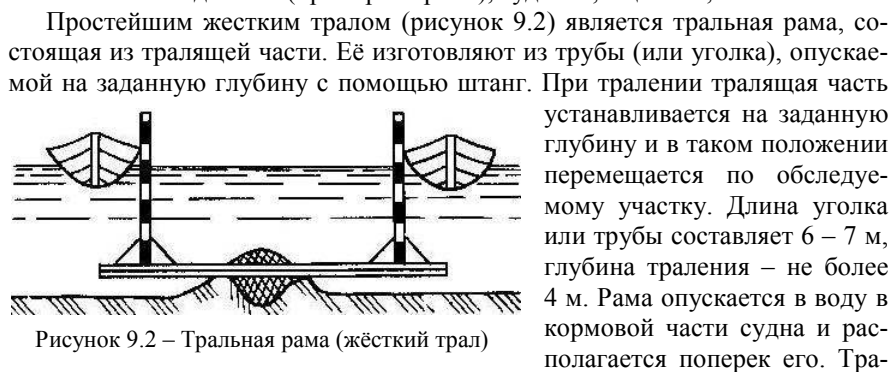 Простейшим жестким тралом (рисунок 9.2) является тральная рама, со-
стоящая из тралящей части. Её изготовляют из трубы (или уголка), опускае-
мой на заданную глубину с помощью штанг. При тралении тралящая часть
устанавливается на заданную
глубину и в таком положении
перемещается по обследуе-
мому участку. Длина уголка
или трубы составляет 6 – 7 м,
глубина траления – не более
4 м. Рама опускается в воду в
кормовой части судна и рас-
полагается поперек его. Тра-
Рисунок 9.2 – Тральная рама (жёсткий трал)